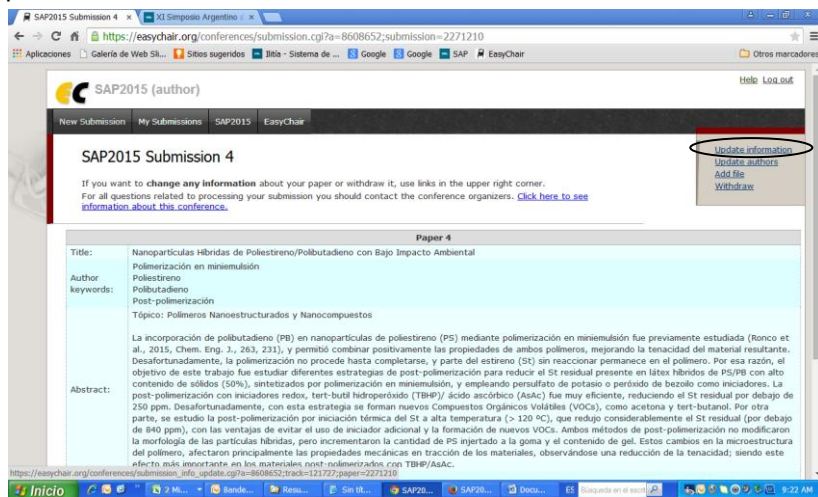 SAP2015 Submission 4
XI Simposio Argentino
https://easychair.org/conferences/submission.cgi?a=8608652;submission=2271210
Aplicaciones Galería de Web Sli... Sitios sugeridos Iltía - Sistema de ... Google Google SAP EasyChair Otros marcadores
Help Log out
EC SAP2015 (author)
New Submission My Submissions SAP2015 EasyChair
SAP2015 Submission 4
Update information
Update authors
Add file
Withdraw
If you want to change any information about your paper or withdraw it, use links in the upper right corner.
For all questions related to processing your submission you should contact the conference organizers. Click here to see
information about this conference.
Paper 4
Title: Nanopartículas Híbridas de Poliestireno/Polibutadieno con Bajo Impacto Ambiental
Author keywords:
Polimerización en miniemulsión
Poliestireno
Polibutadieno
Post-polimerización
Abstract:
Tópico: Polímeros Nanoestructurados y Nanocompuestos
La incorporación de polibutadieno (PB) en nanopartículas de poliestireno (PS) mediante polimerización en miniemulsión fue previamente estudiada (Ronco et
al., 2015, Chem. Eng. J., 263, 231), y permitió combinar positivamente las propiedades de ambos polímeros, mejorando la tenacidad del material resultante.
Desafortunadamente, la polimerización no procede hasta completarse, y parte del estireno (St) sin reaccionar permanece en el polímero. Por esa razón, el
objetivo de este trabajo fue estudiar diferentes estrategias de post-polimerización para reducir el St residual presente en látex híbridos de PS/PB con alto
contenido de sólidos (50%), sintetizados por polimerización en miniemulsión, y empleando persulfato de potasio o peróxido de bezoilo como iniciadores. La
post-polimerización con iniciadores redox, tert-butil hidroperóxido (TBHP)/ ácido ascórbico (AsAc) fue muy eficiente, reduciendo el St residual por debajo de
250 ppm. Desafortunadamente, con esta estrategia se forman nuevos Compuestos Orgánicos Volátiles (VOCs), como acetona y tert-butanol. Por otra
parte, se estudio la post-polimerización por iniciación térmica del St a alta temperatura (> 120 ºC), que redujo considerablemente el St residual (por debajo
de 840 ppm), con las ventajas de evitar el uso de iniciador adicional y la formación de nuevos VOCs. Ambos métodos de post-polimerización no modificaron
la morfología de las partículas híbridas, pero incrementaron la cantidad de PS injertado a la goma y el contenido de gel. Estos cambios en la microestructura
del polímero, afectaron principalmente las propiedades mecánicas en tracción de los materiales, observándose una reducción de la tenacidad; siendo este
efecto más importante en los materiales post-polimerizados con TBHP/AsAc.
https://easychair.org/conferences/submission_info_update.cgi?a=8608652;track=121727;paper=2271210
Inicio 2 Mi... Bande... Resu... Sin tít... SAP20... SAP20... Docu... ES Búsqueda en el escrit 9:22 AM